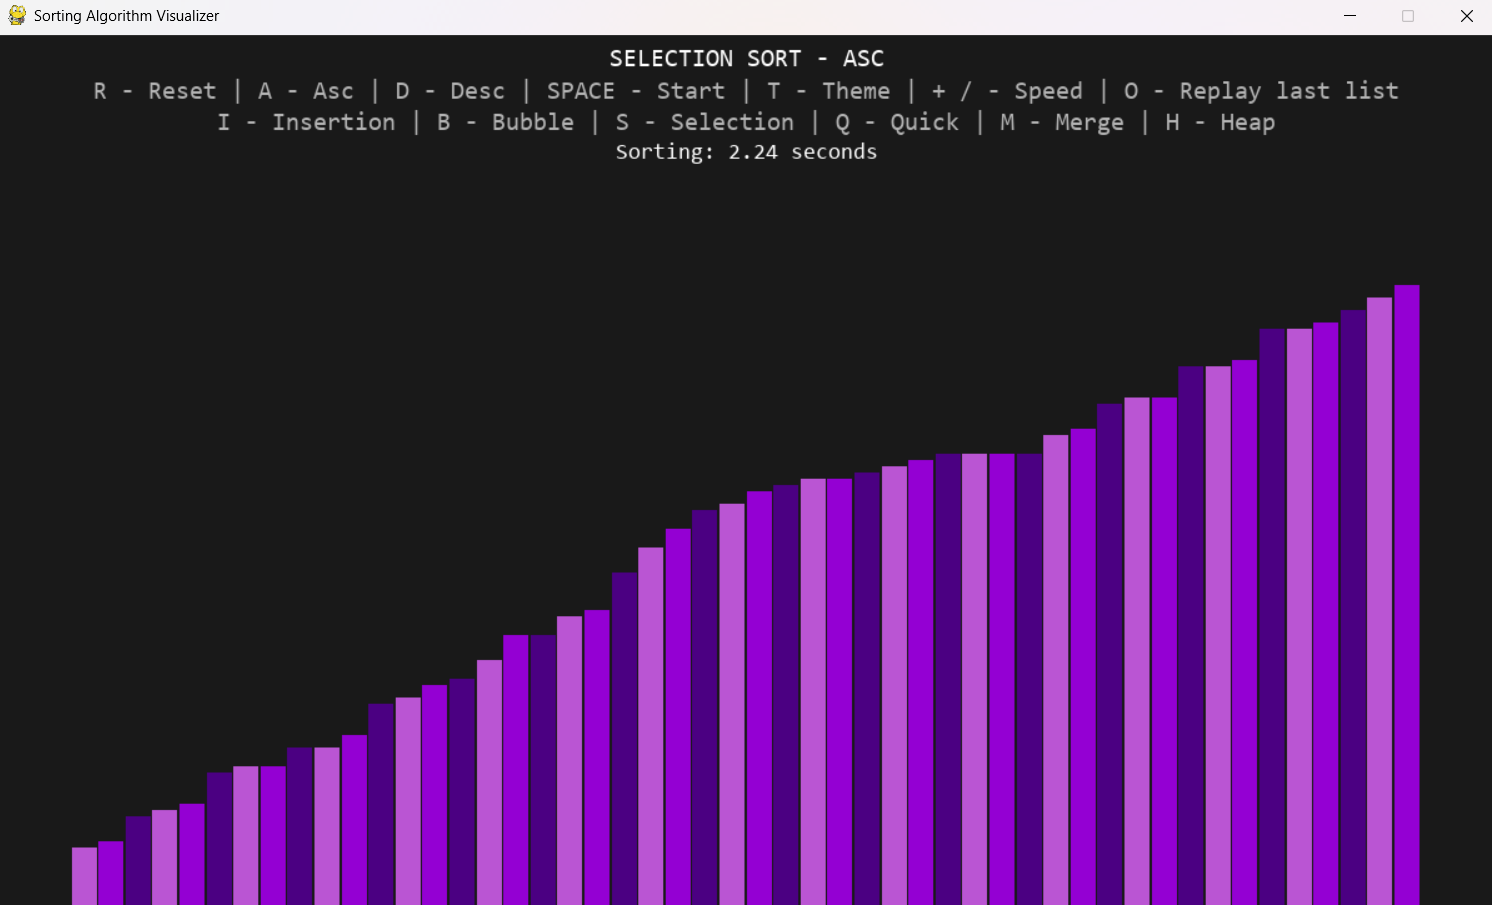 Sorting Algorithm Visualizer
SELECTION SORT - ASC
R - Reset | A - Asc | D - Desc | SPACE - Start | T - Theme | + / - Speed | O - Replay last list
I - Insertion | B - Bubble | S - Selection | Q - Quick | M - Merge | H - Heap
Sorting: 2.24 seconds